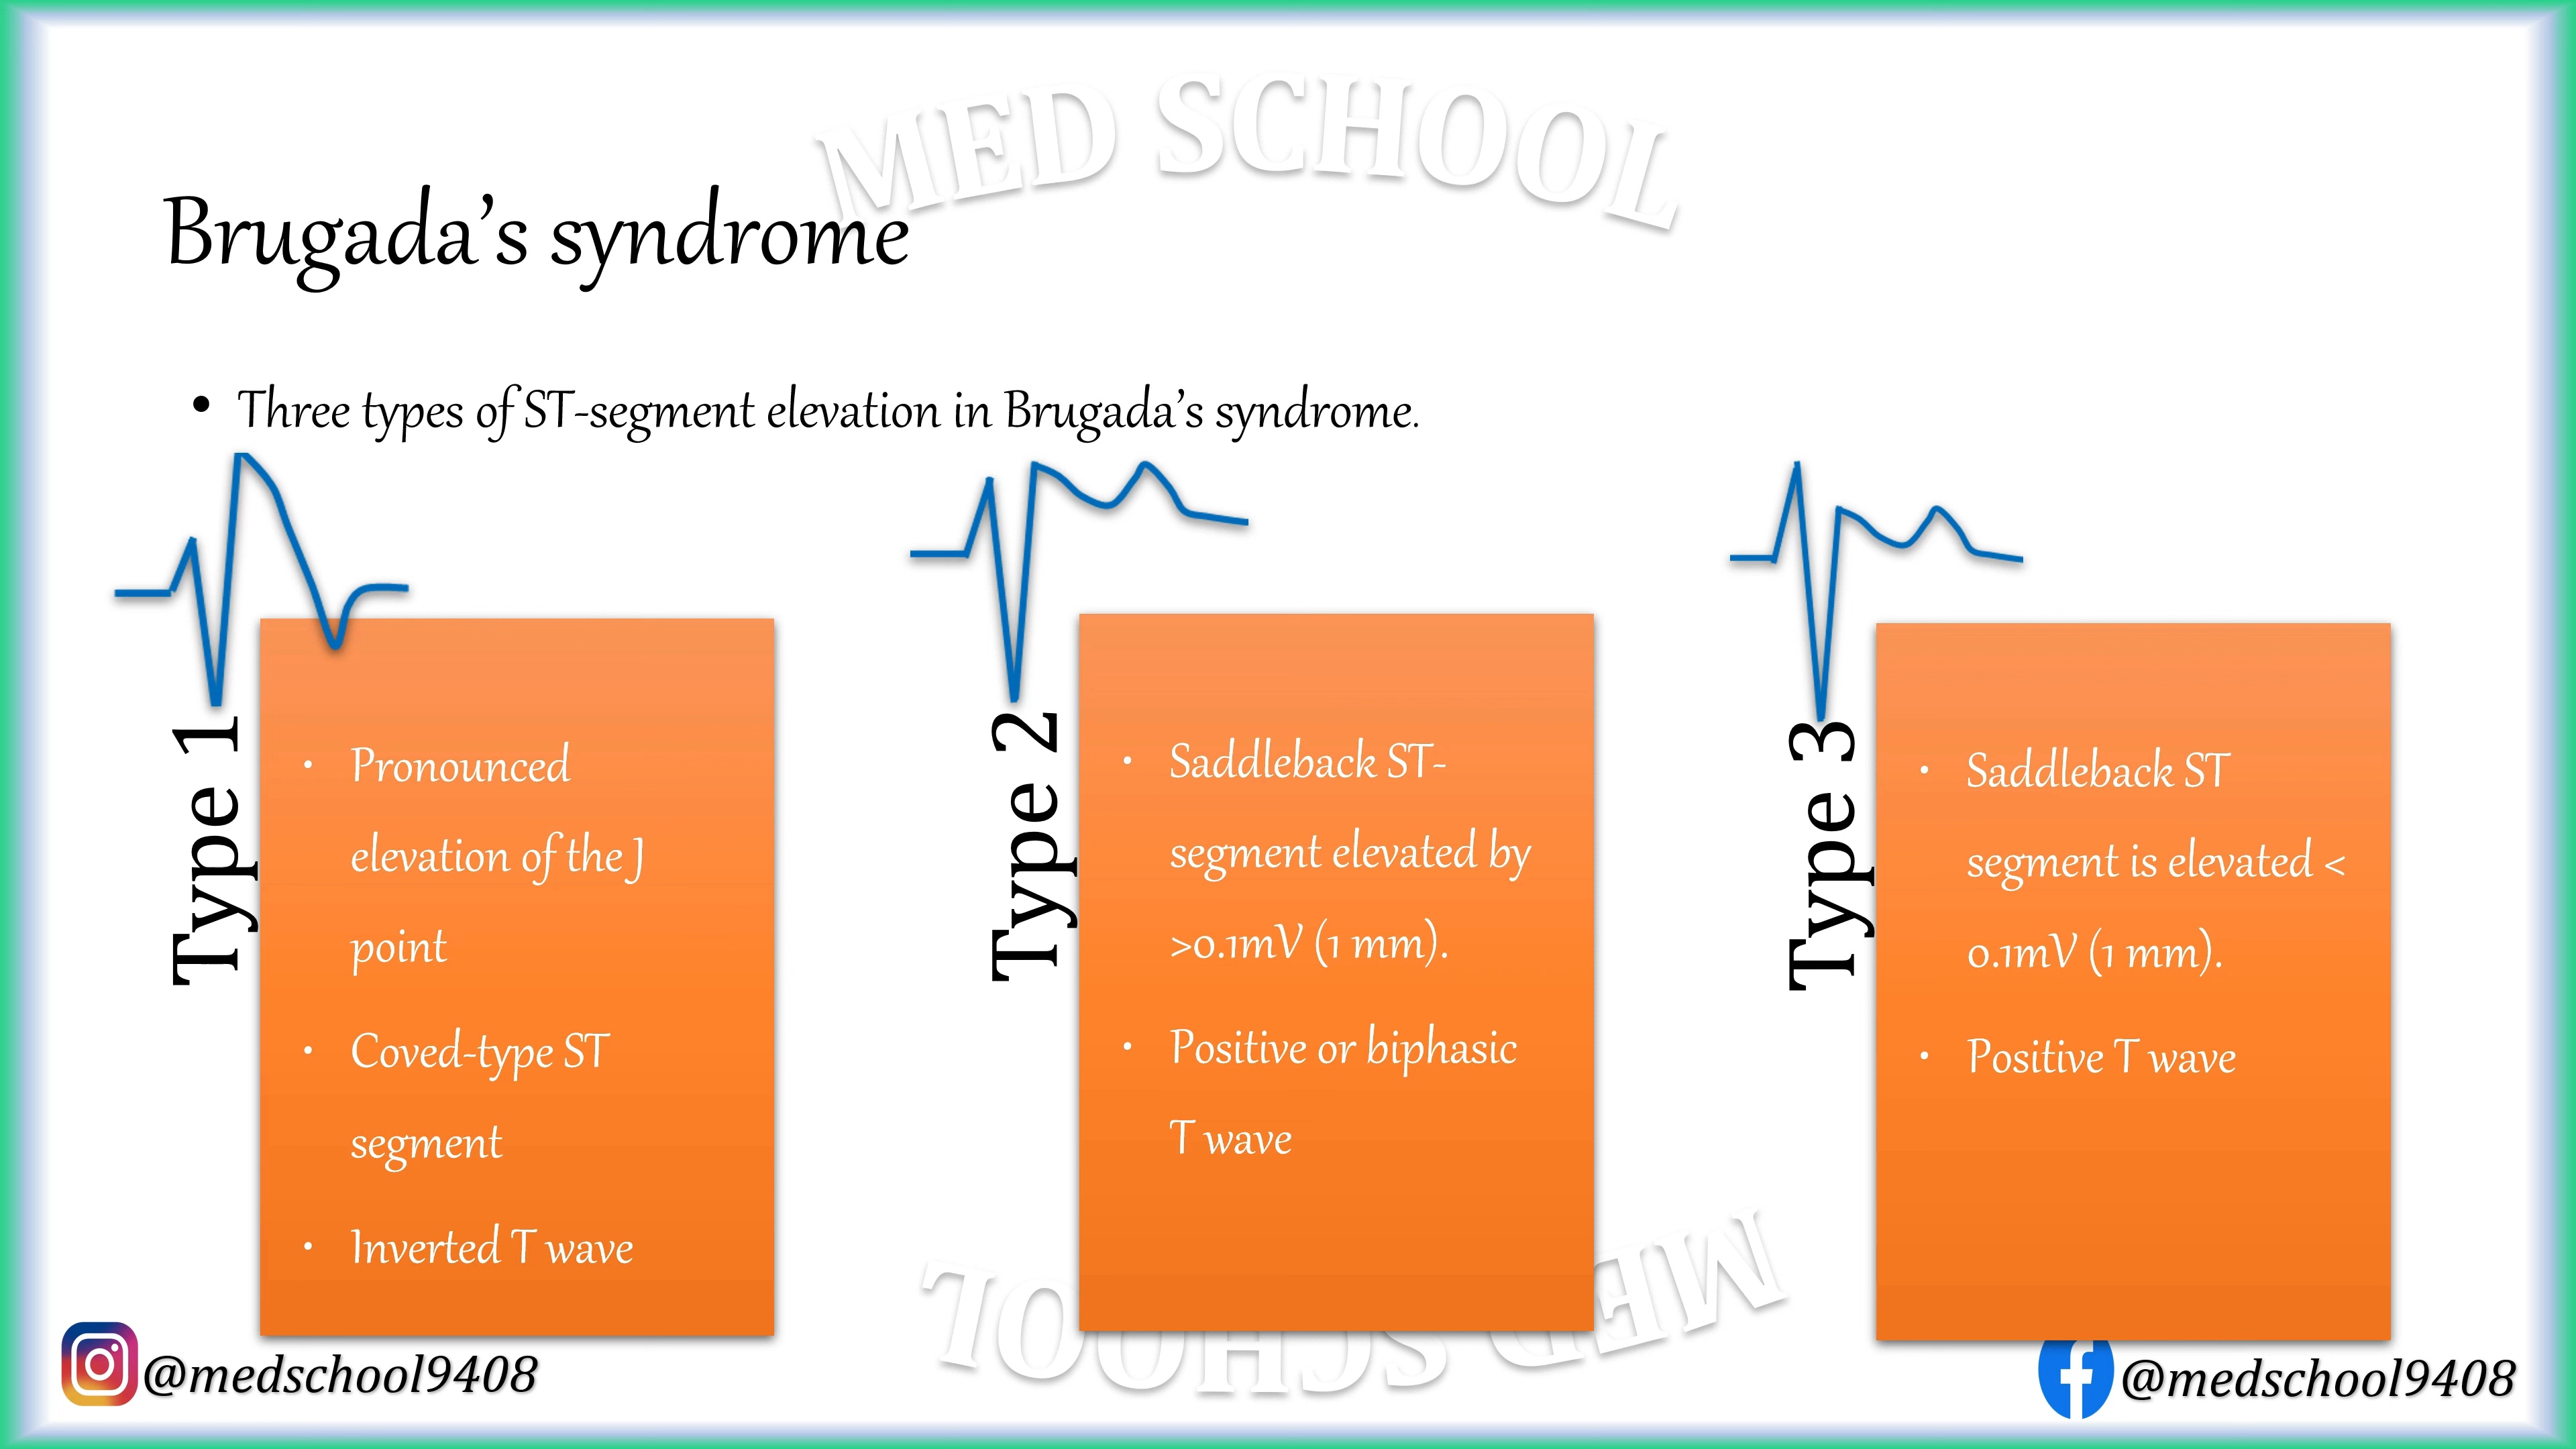 MED SCHOOL
Brugada’s syndrome
• Three types of ST-segment elevation in Brugada’s syndrome.
Type 1
• Pronounced
elevation of the J
point
• Coved-type ST
segment
• Inverted T wave
Type 2
• Saddleback ST-
segment elevated by
>0.1mV (1 mm).
• Positive or biphasic
T wave
Type 3
• Saddleback ST
segment is elevated <
0.1mV (1 mm).
• Positive T wave
MED SCHOOL
@medschool9408
@medschool9408